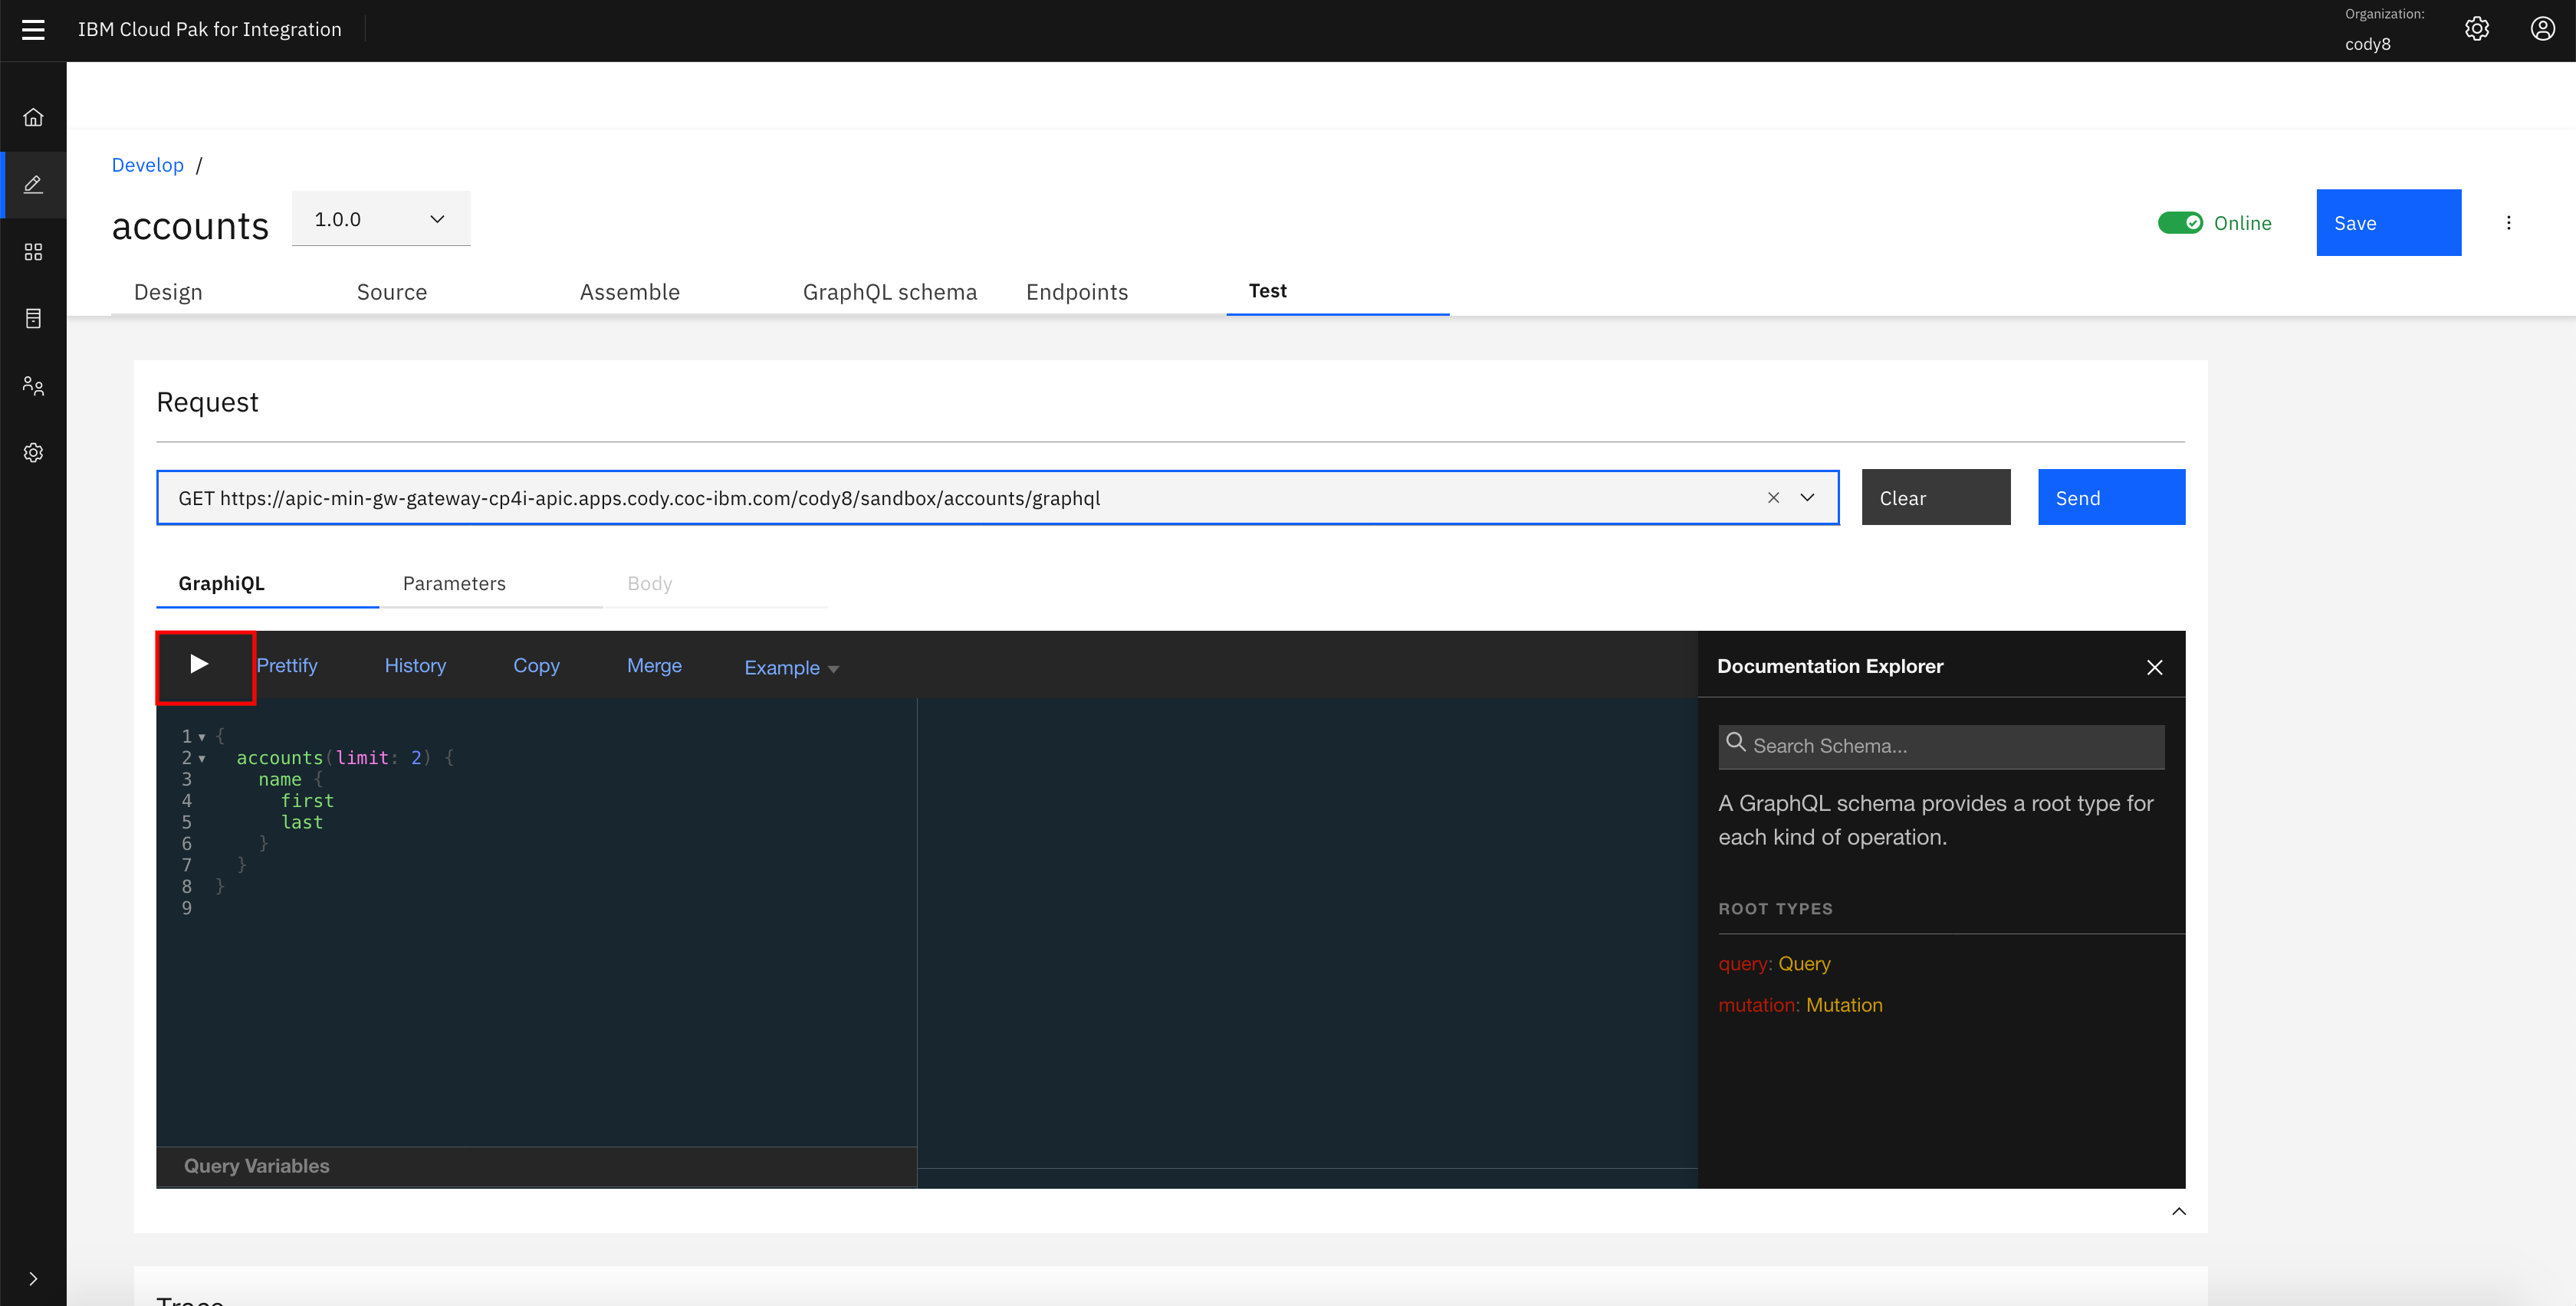 IBM Cloud Pak for Integration
Organization:
cody8
Develop /
accounts
1.0.0
Online
Save
Design
Source
Assemble
GraphQL schema
Endpoints
Test
Request
GET https://apic-min-gw-gateway-cp4i-apic.apps.cody.coc-ibm.com/cody8/sandbox/accounts/graphql
Clear
Send
GraphiQL
Parameters
Body
Prettify
History
Copy
Merge
Example
1 {
2 accounts(limit: 2) {
3 name {
4 first
5 last
6 }
7 }
8 }
9
Query Variables
Documentation Explorer
Search Schema...
A GraphQL schema provides a root type for
each kind of operation.
ROOT TYPES
query: Query
mutation: Mutation
Trace